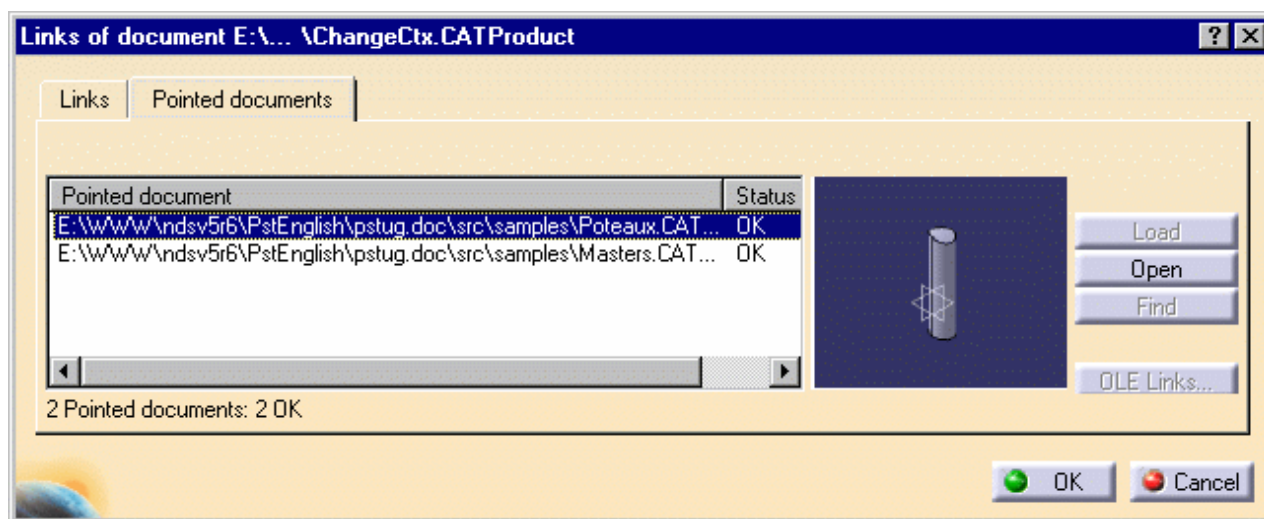 Links of document E:\... \ChangeCtx.CATProduct
Links Pointed documents
Pointed document Status
E:\WWW\ndsv5r6\PstEnglish\pstug.doc\src\samples\Poteaux.CAT... OK
E:\WWW\ndsv5r6\PstEnglish\pstug.doc\src\samples\Masters.CAT... OK
Load
Open
Find
OLE Links...
2 Pointed documents: 2 OK
OK Cancel